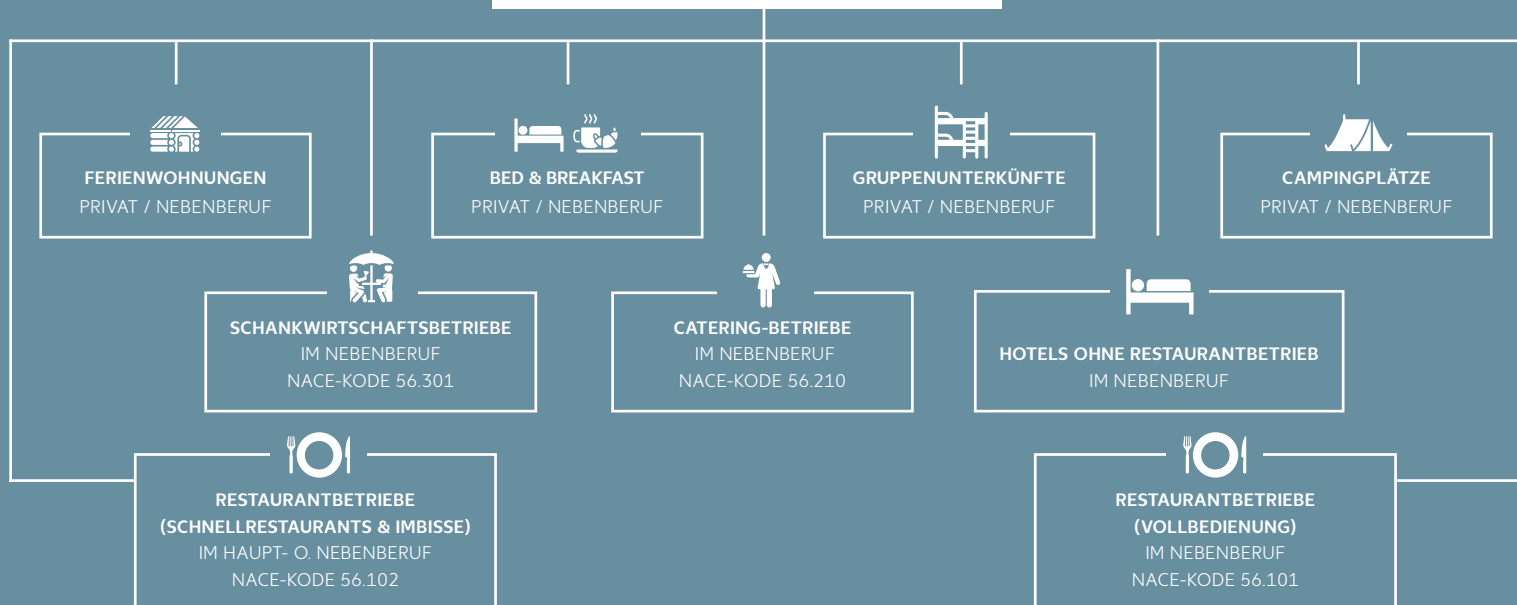 FERIENWOHNUNGEN
PRIVAT / NEBENBERUF
BED & BREAKFAST
PRIVAT / NEBENBERUF
GRUPPENUNTERKÜNFTE
PRIVAT / NEBENBERUF
CAMPINGPLÄTZE
PRIVAT / NEBENBERUF
SCHANKWIRTSCHAFTSBETRIEBE
IM NEBENBERUF
NACE-KODE 56.301
CATERING-BETRIEBE
IM NEBENBERUF
NACE-KODE 56.210
HOTELS OHNE RESTAURANTBETRIEB
IM NEBENBERUF
RESTAURANTBETRIEBE
(SCHNELLRESTAURANTS & IMBISSE)
IM HAUPT- O. NEBENBERUF
NACE-KODE 56.102
RESTAURANTBETRIEBE
(VOLLBEDIENUNG)
IM NEBENBERUF
NACE-KODE 56.101